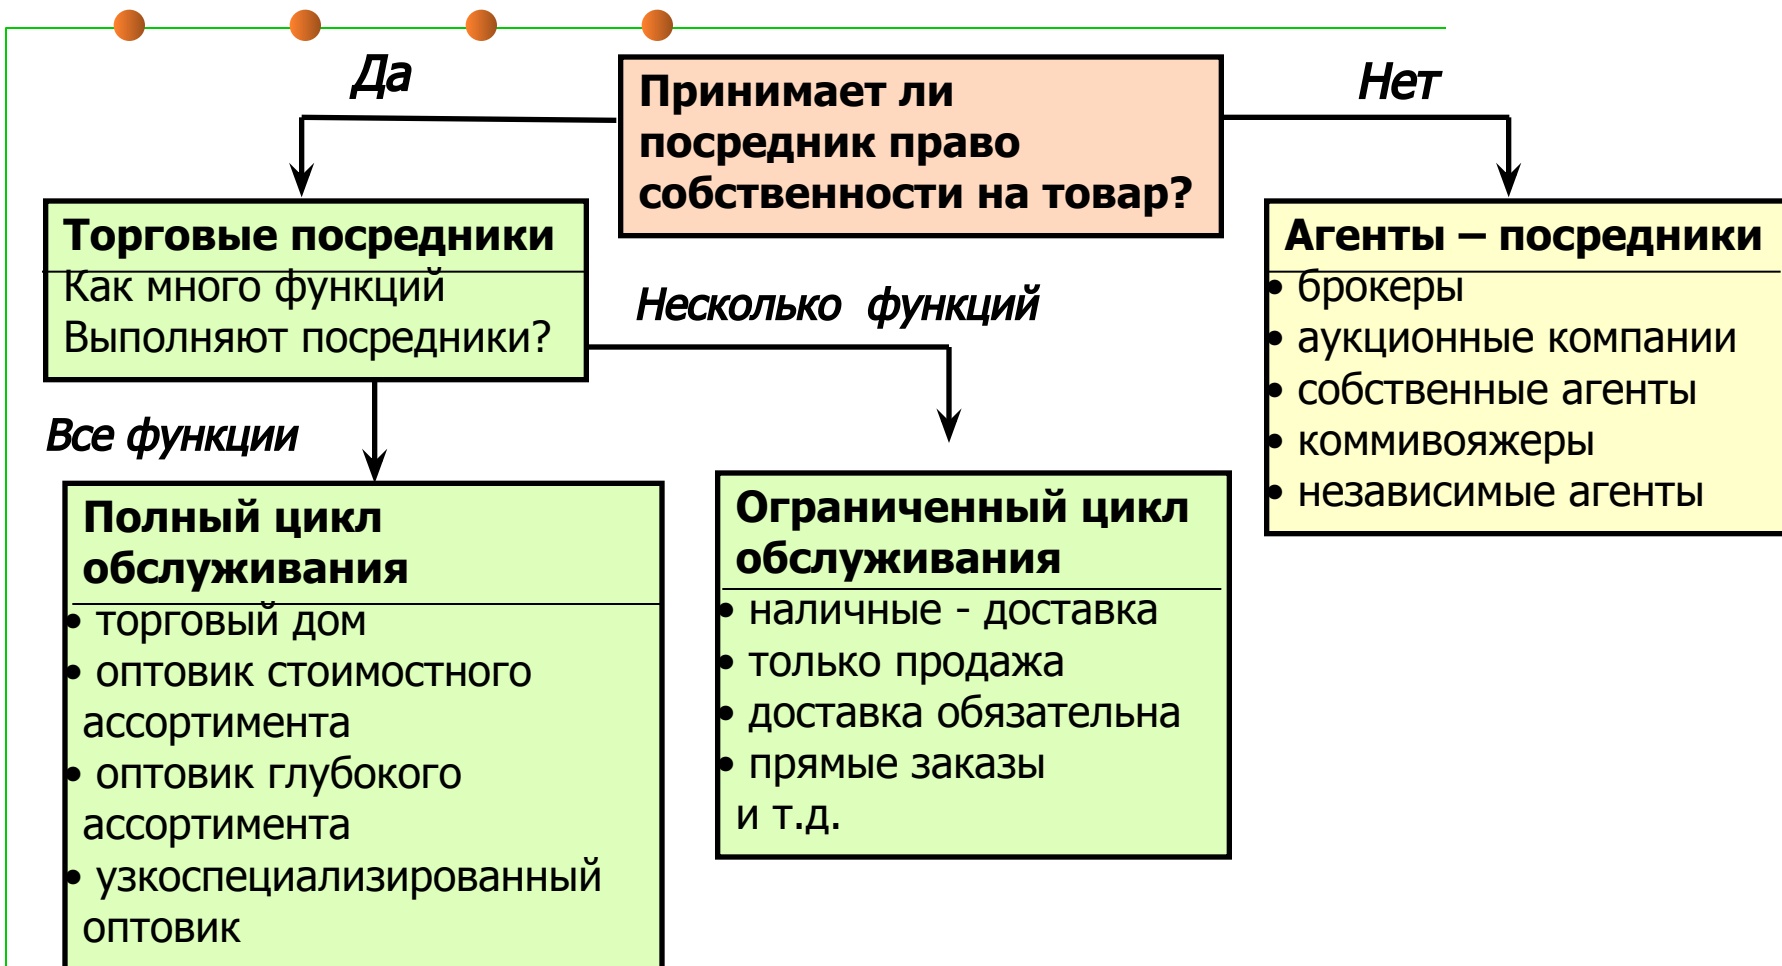 Да
Принимает ли
посредник право
собственности на товар?
Нет
Торговые посредники
Как много функций
Выполняют посредники?
Несколько функций
Агенты – посредники
• брокеры
• аукционные компании
• собственные агенты
• коммивояжеры
• независимые агенты
Все функции
Полный цикл
обслуживания
• торговый дом
• оптовик стоимостного
ассортимента
• оптовик глубокого
ассортимента
• узкоспециализированный
оптовик
Ограниченный цикл
обслуживания
• наличные - доставка
• только продажа
• доставка обязательна
• прямые заказы
и т.д.